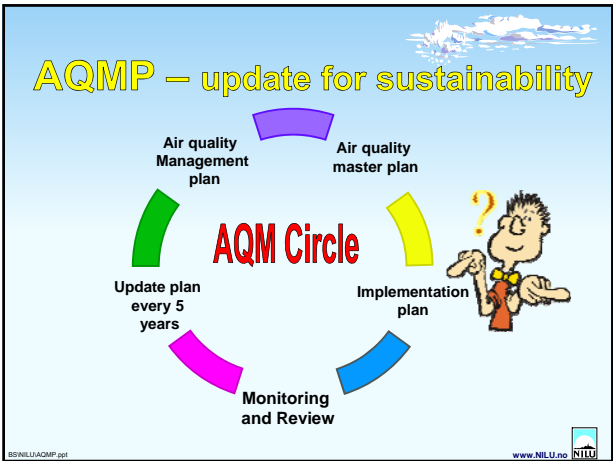 AQMP – update for sustainability
Air quality
Management
plan
Air quality
master plan
AQM Circle
?
Update plan
every 5
years
Implementation
plan
Monitoring
and Review
BS\NILU\AQMP.ppt
www.NILU.no
NILU